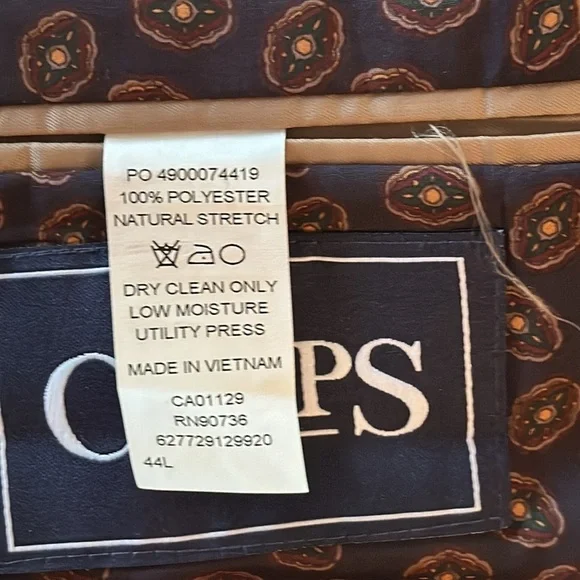 PO 4900074419
100% POLYESTER
NATURAL STRETCH
DRY CLEAN ONLY
LOW MOISTURE
UTILITY PRESS
MADE IN VIETNAM
CA01129
RN90736
627729129920
44L